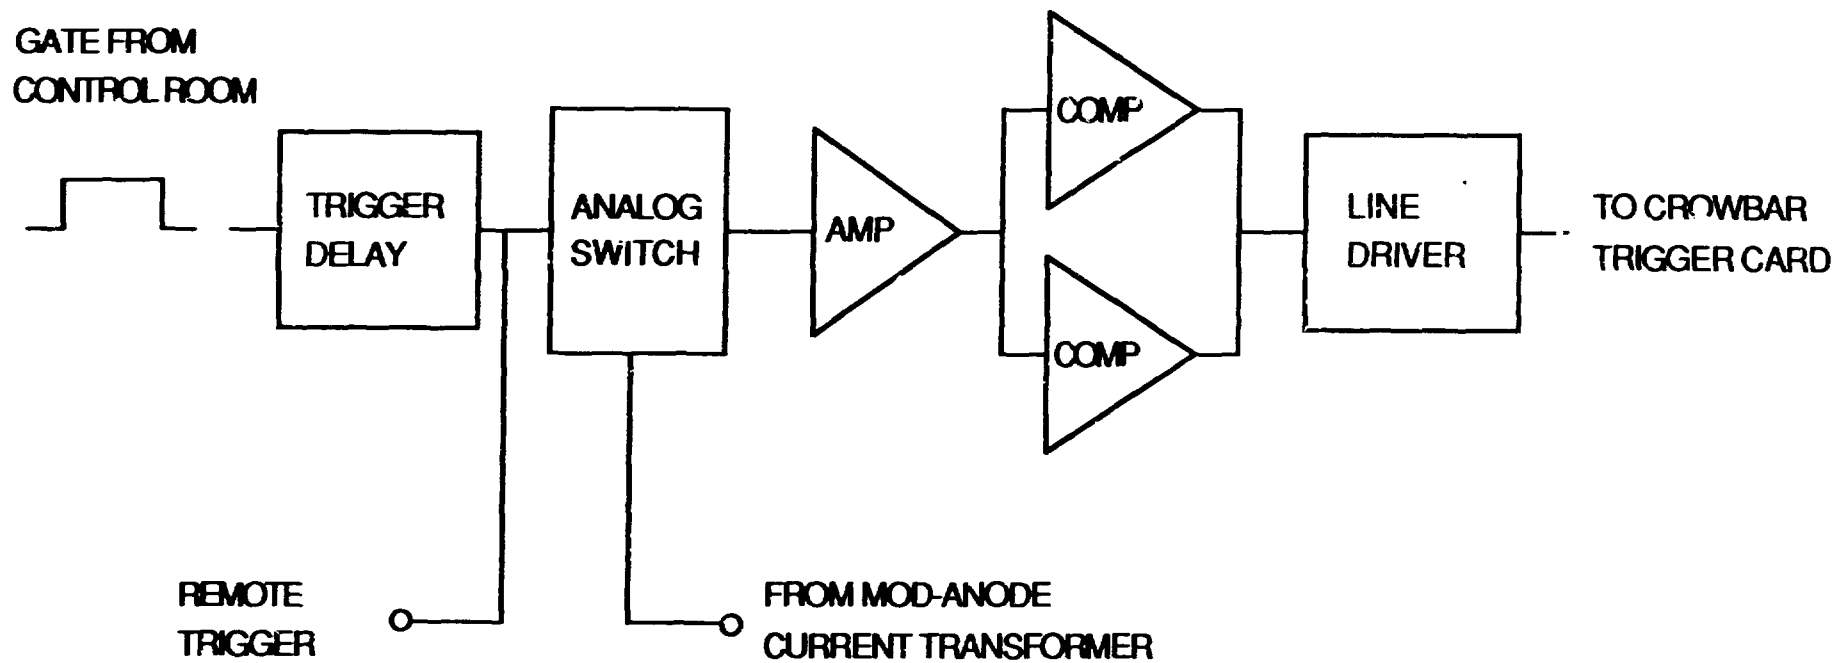 GATE FROM
CONTROL ROOM
TRIGGER
DELAY
ANALOG
SWITCH
AMP
COMP
COMP
LINE
DRIVER
TO CROWBAR
TRIGGER CARD
REMOTE
TRIGGER
FROM MOD-ANODE
CURRENT TRANSFORMER